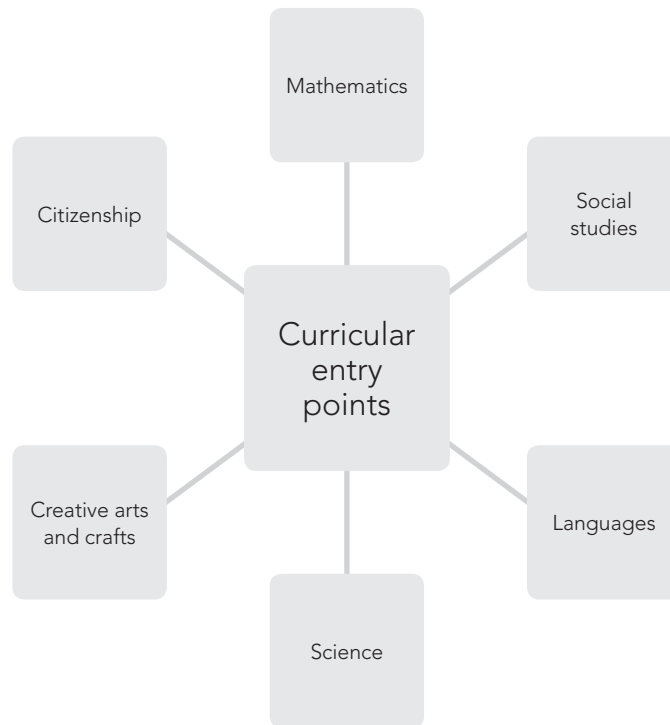 Mathematics
Citizenship
Social
studies
Curricular
entry
points
Creative arts
and crafts
Languages
Science